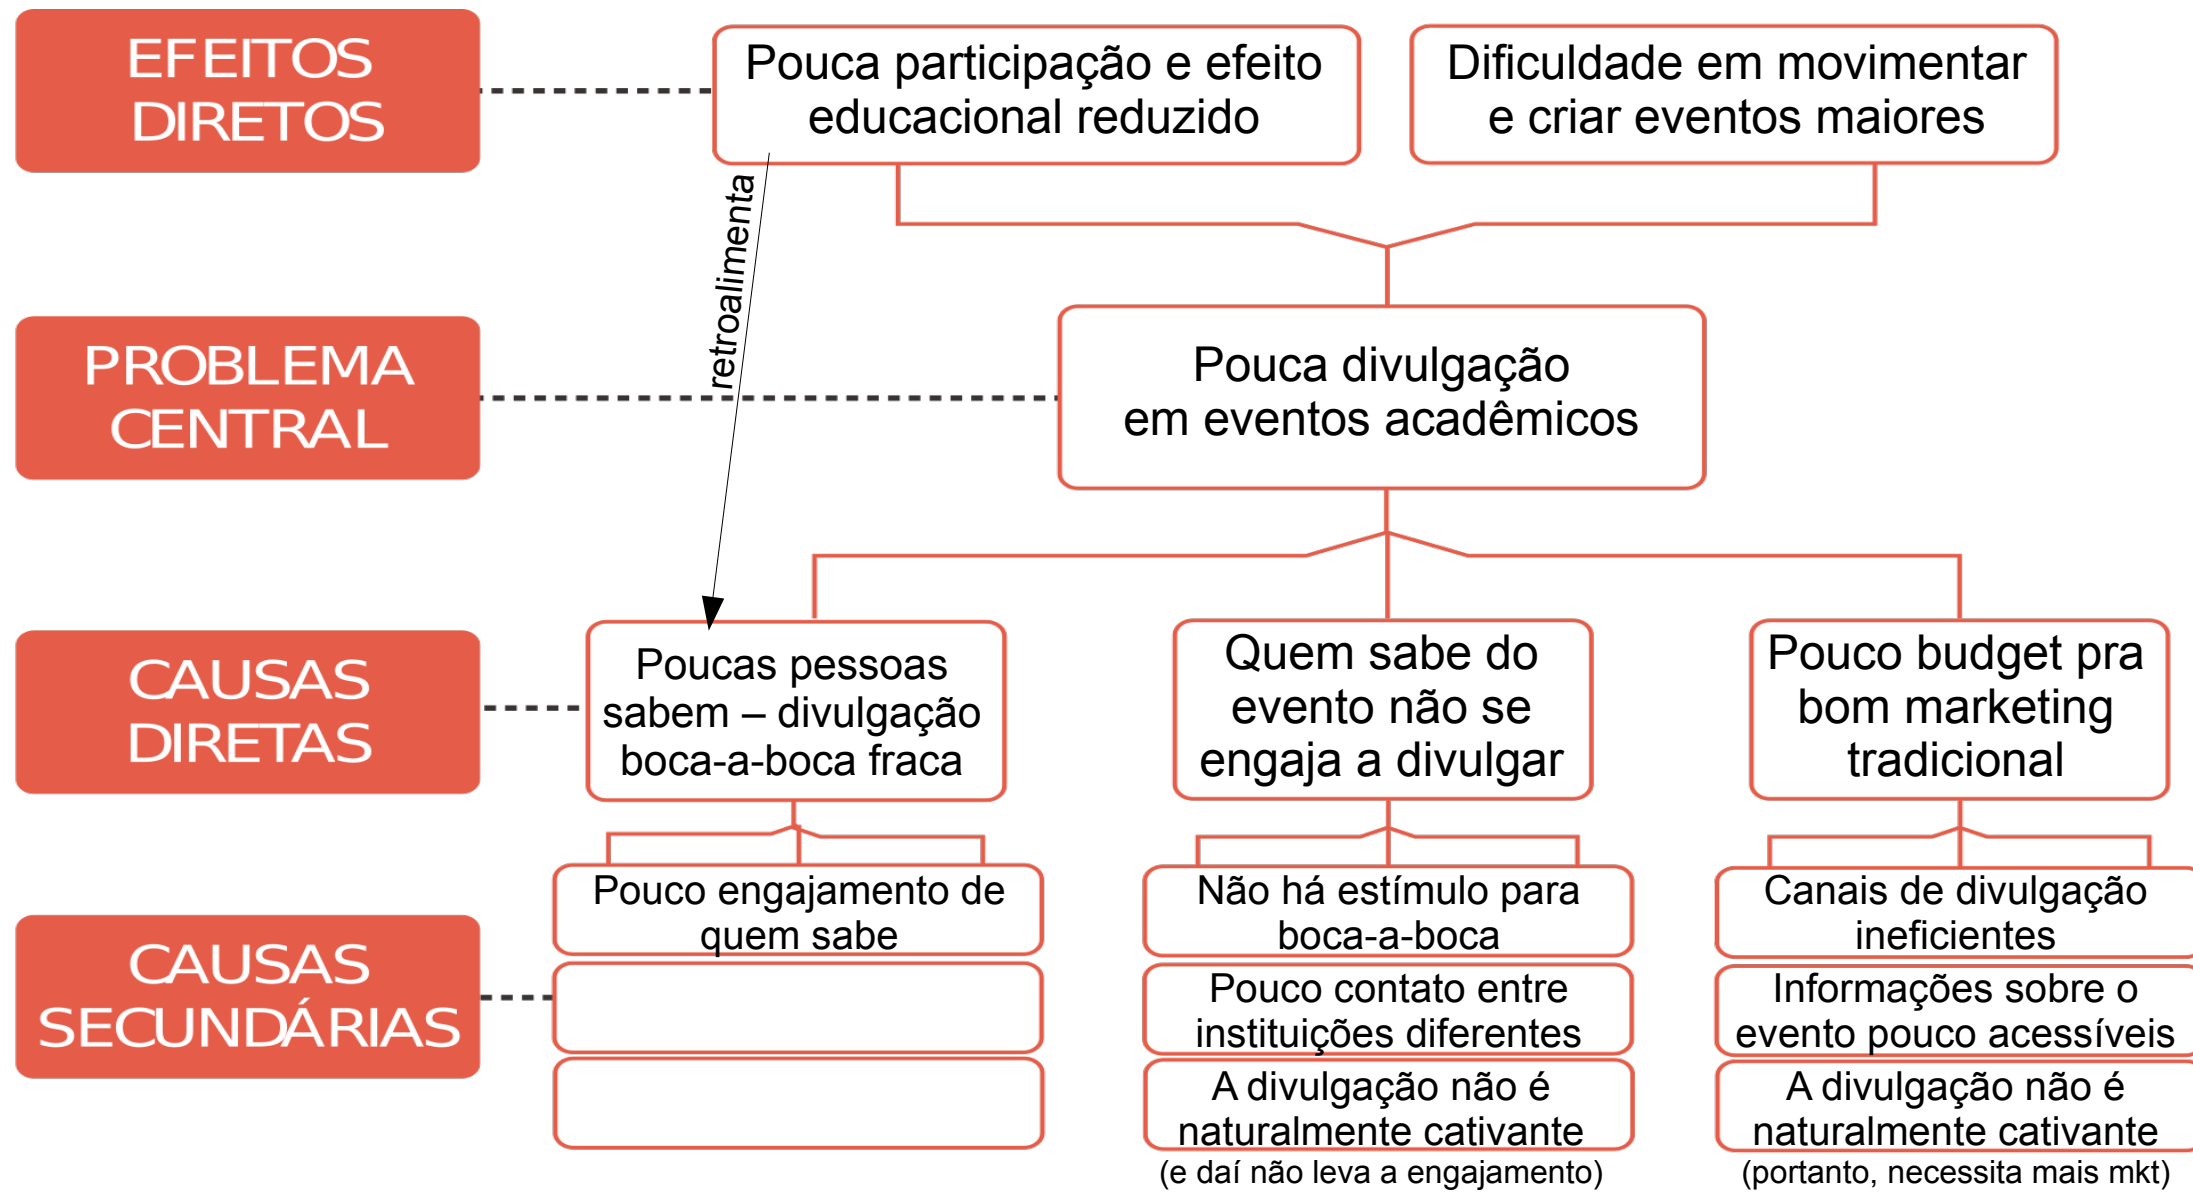 EFEITOS
DIRETOS
Pouca participação e efeito
educacional reduzido
Dificuldade em movimentar
e criar eventos maiores
retroalimenta
PROBLEMA
CENTRAL
Pouca divulgação
em eventos acadêmicos
CAUSAS
DIRETAS
Poucas pessoas
sabem – divulgação
boca-a-boca fraca
Quem sabe do
evento não se
engaja a divulgar
Pouco budget pra
bom marketing
tradicional
CAUSAS
SECUNDÁRIAS
Pouco engajamento de
quem sabe
Não há estímulo para
boca-a-boca
Pouco contato entre
instituições diferentes
A divulgação não é
naturalmente cativante
(e daí não leva a engajamento)
Canais de divulgação
ineficientes
Informações sobre o
evento pouco acessíveis
A divulgação não é
naturalmente cativante
(portanto, necessita mais mkt)